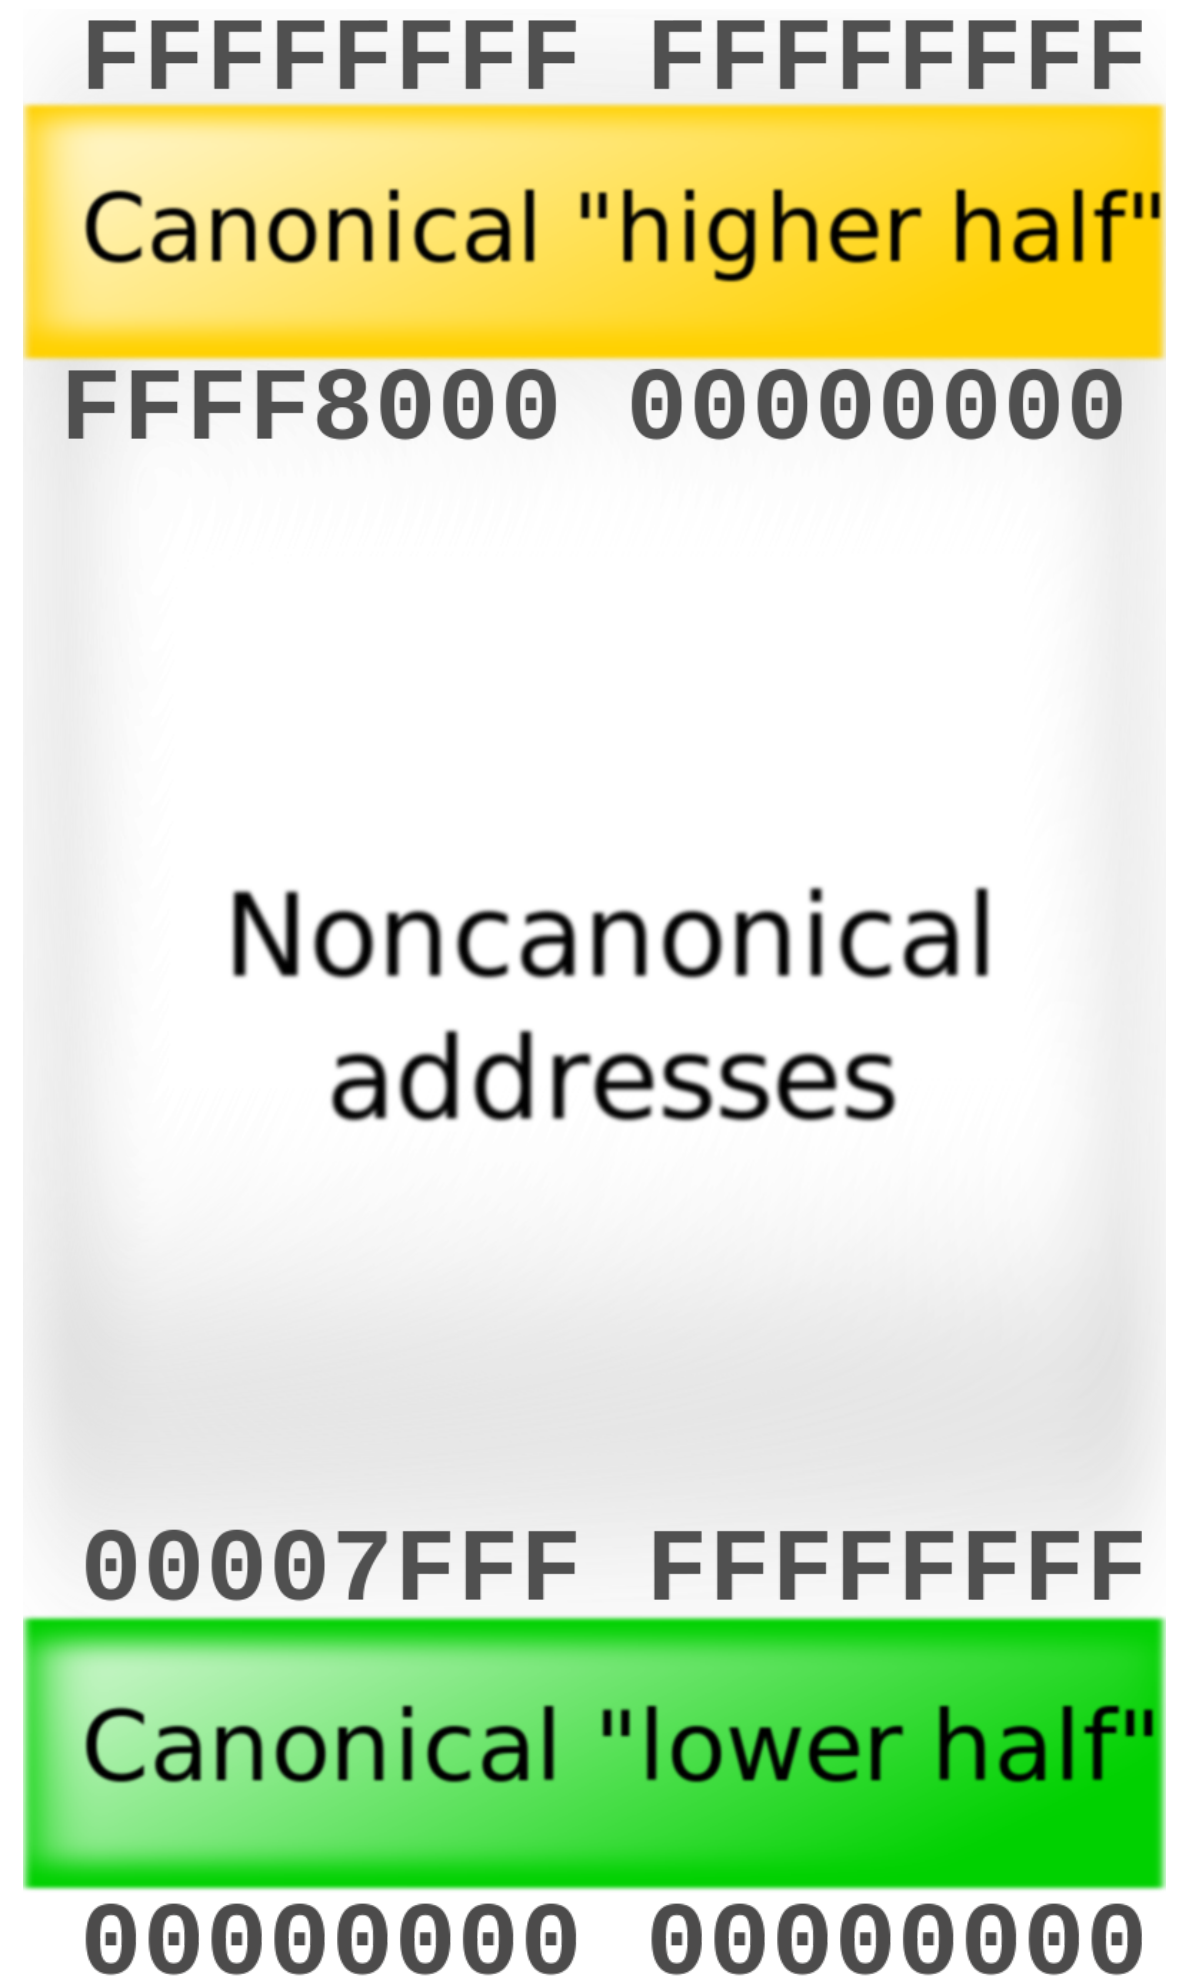 FFFFFFFF FFFFFFFF
Canonical "higher half"
FFFF8000 00000000
Noncanonical
addresses
00007FFF FFFFFFFF
Canonical "lower half"
00000000 00000000